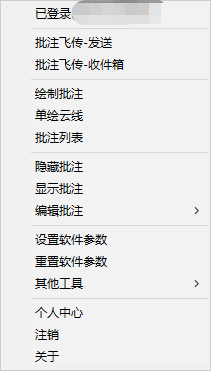 已登录
批注飞传-发送
批注飞传-收件箱
绘制批注
单绘云线
批注列表
隐藏批注
显示批注
编辑批注
设置软件参数
重置软件参数
其他工具
个人中心
注销
关于